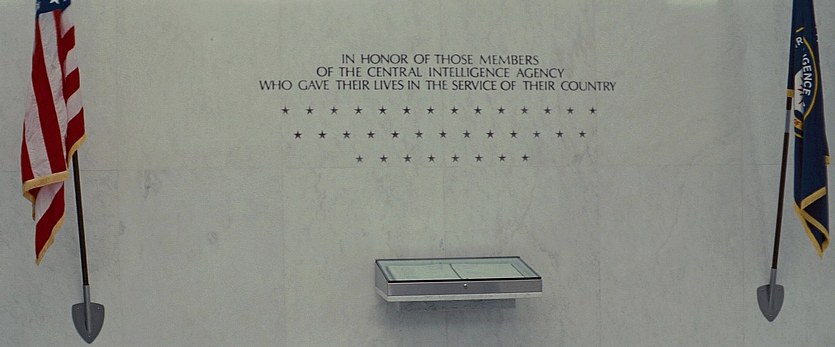 IN HONOR OF THOSE MEMBERS
OF THE CENTRAL INTELLIGENCE AGENCY
WHO GAVE THEIR LIVES IN THE SERVICE OF THEIR COUNTRY